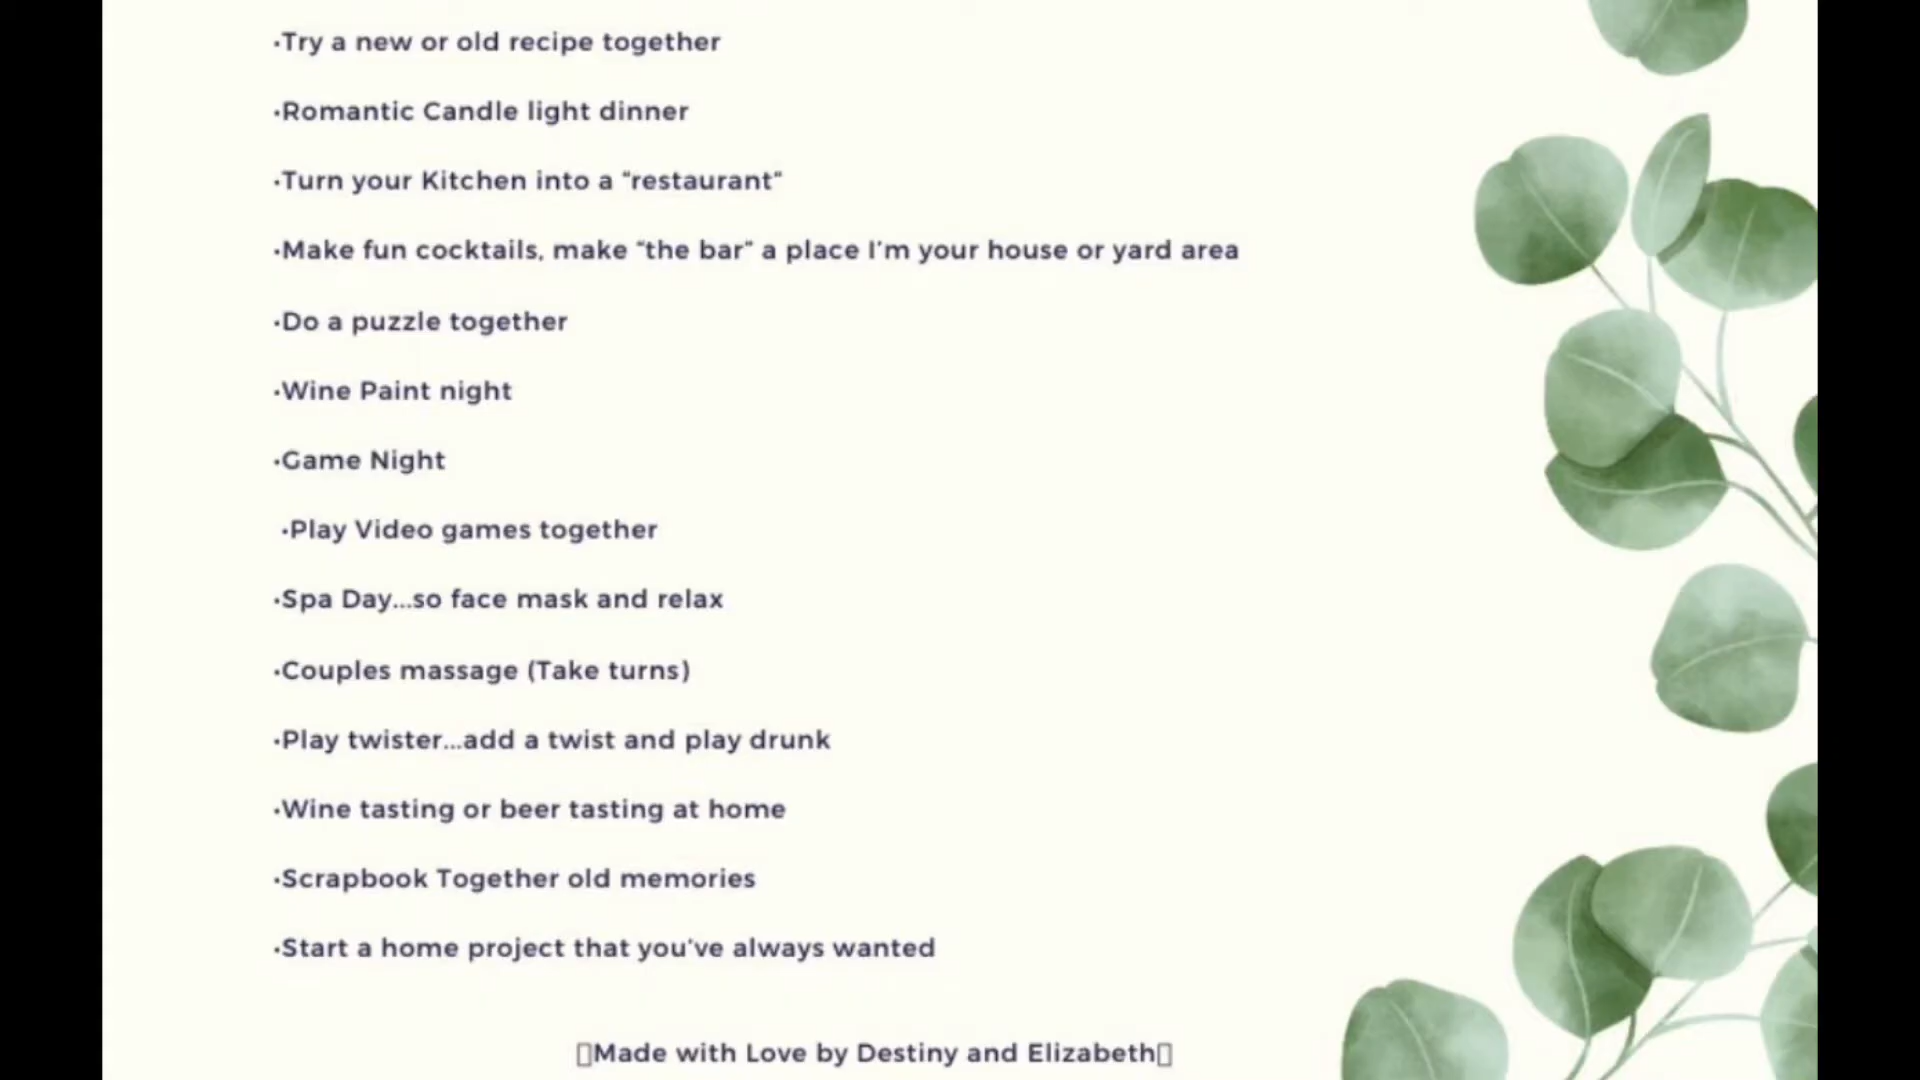 •Try a new or old recipe together
•Romantic Candle light dinner
•Turn your Kitchen into a "restaurant"
•Make fun cocktails, make "the bar" a place I'm your house or yard area
•Do a puzzle together
•Wine Paint night
•Game Night
•Play Video games together
•Spa Day...so face mask and relax
•Couples massage (Take turns)
•Play twister...add a twist and play drunk
•Wine tasting or beer tasting at home
•Scrapbook Together old memories
•Start a home project that you've always wanted
▯Made with Love by Destiny and Elizabeth▯